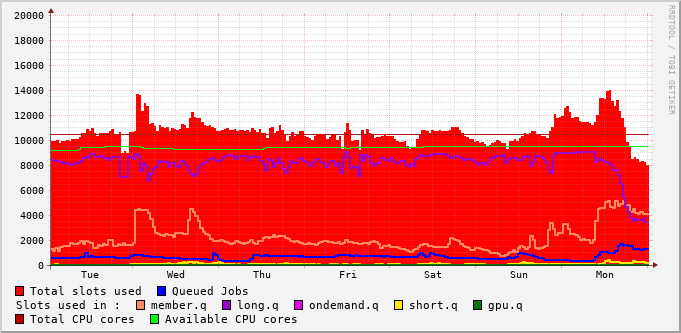 RRDTOOL / TOBI OETIKER
20000
18000
16000
14000
12000
10000
8000
6000
4000
2000
0
Tue Wed Thu Fri Sat Sun Mon
Total slots used Queued Jobs
Slots used in : member.q long.q ondemand.q short.q gpu.q
Total CPU cores Available CPU cores